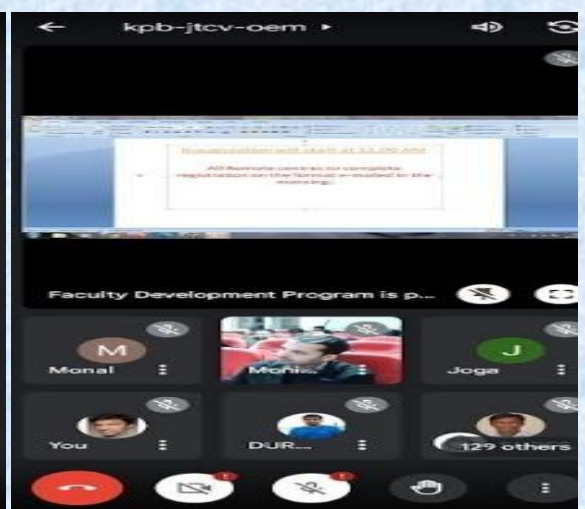 kpb-jtcv-oem
Inauguration will start at 11.00 AM
All Remote centres to complete
registration on the format e-mailed in the
morning.
Faculty Development Program is p...
M
Monal
Moni...
J
Joga
You
DUR...
129 others